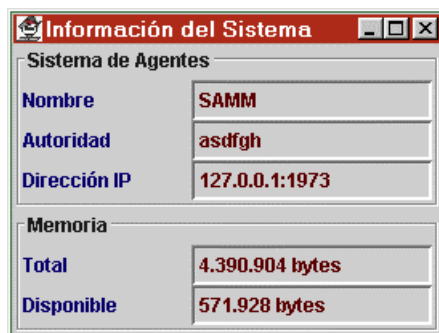 Información del Sistema
Sistema de Agentes
Nombre SAMM
Autoridad asdfgh
Dirección IP 127.0.0.1:1973
Memoria
Total 4.390.904 bytes
Disponible 571.928 bytes